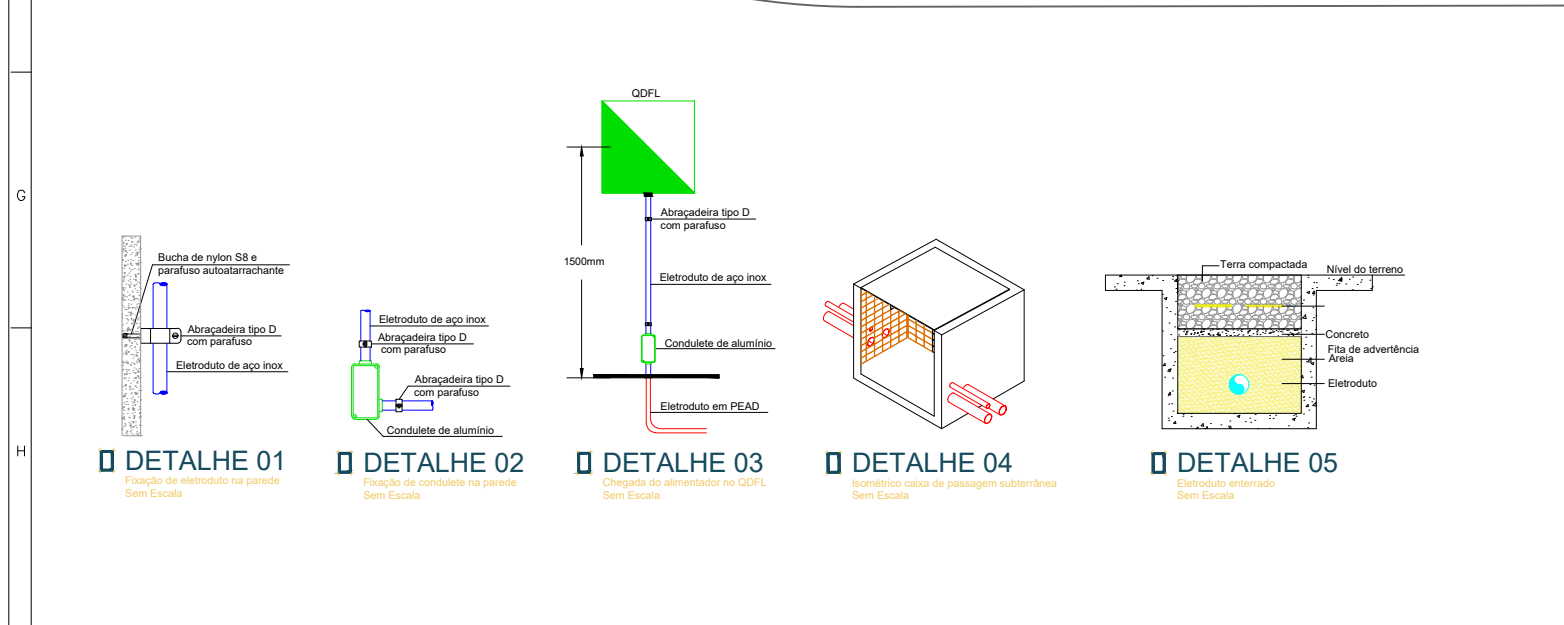 G
H
Bucha de nylon S8 e
parafuso autoatarrachante
Abraçadeira tipo D
com parafuso
Eletroduto de aço inox
DETALHE 01
Fixação de eletroduto na parede
Sem Escala
Eletroduto de aço inox
Abraçadeira tipo D
com parafuso
Abraçadeira tipo D
com parafuso
Condulete de alumínio
DETALHE 02
Fixação de condulete na parede
Sem Escala
QDFL
1500mm
Abraçadeira tipo D
com parafuso
Eletroduto de aço inox
Condulete de alumínio
Eletroduto em PEAD
DETALHE 03
Chegada do alimentador no QDFL
Sem Escala
DETALHE 04
Isométrico caixa de passagem subterrânea
Sem Escala
Terra compactada
Nível do terreno
Concreto
Fita de advertência
Areia
Eletroduto
DETALHE 05
Eletroduto enterrado
Sem Escala